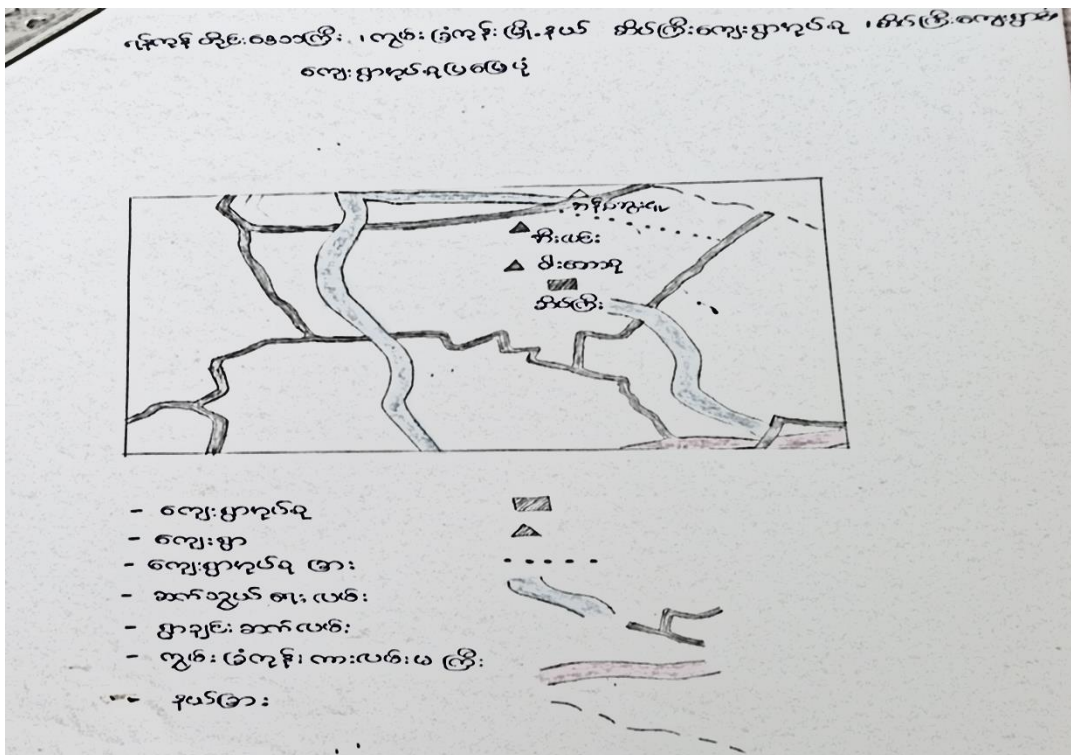 ရန်ကုန် တိုင်းဒေသကြီး ၊ ကွမ်းခြံကုန်း မြို့နယ် အိပ်ကြီးကျေးရွာအုပ်စု ၊ အိပ်ကြီးကျေးရွာ
ကျေးရွာအုပ်စုပြမြေပုံ
အိပ်ကြီး
- ကျေးရွာအုပ်စု
- ကျေးရွာ
- ကျေးရွာအုပ်စု ခြား
- ဆက်သွယ် ရေး လမ်း
- ရွာချင်း ဆက်လမ်း
- ကွမ်းခြံကုန်း ကားလမ်းမ ကြီး
- နယ်ခြား